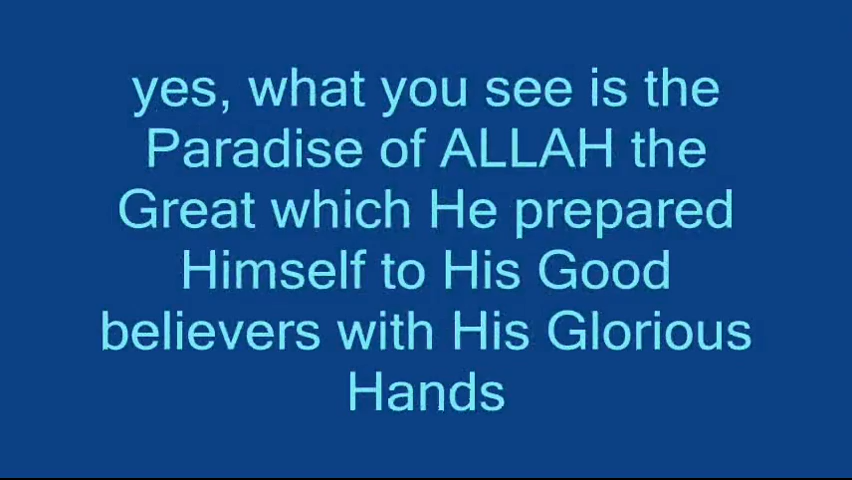 yes, what you see is the
Paradise of ALLAH the
Great which He prepared
Himself to His Good
believers with His Glorious
Hands